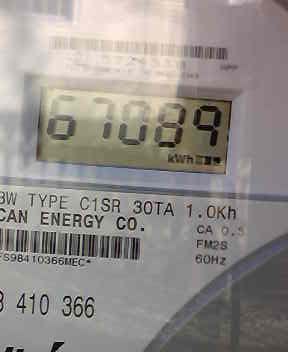 67089
kWh
3W TYPE C1SR 30TA 1.0Kh
CAN ENERGY CO.
CA 0.5
FM2S
60Hz
FS98410366MEC*
3 410 366